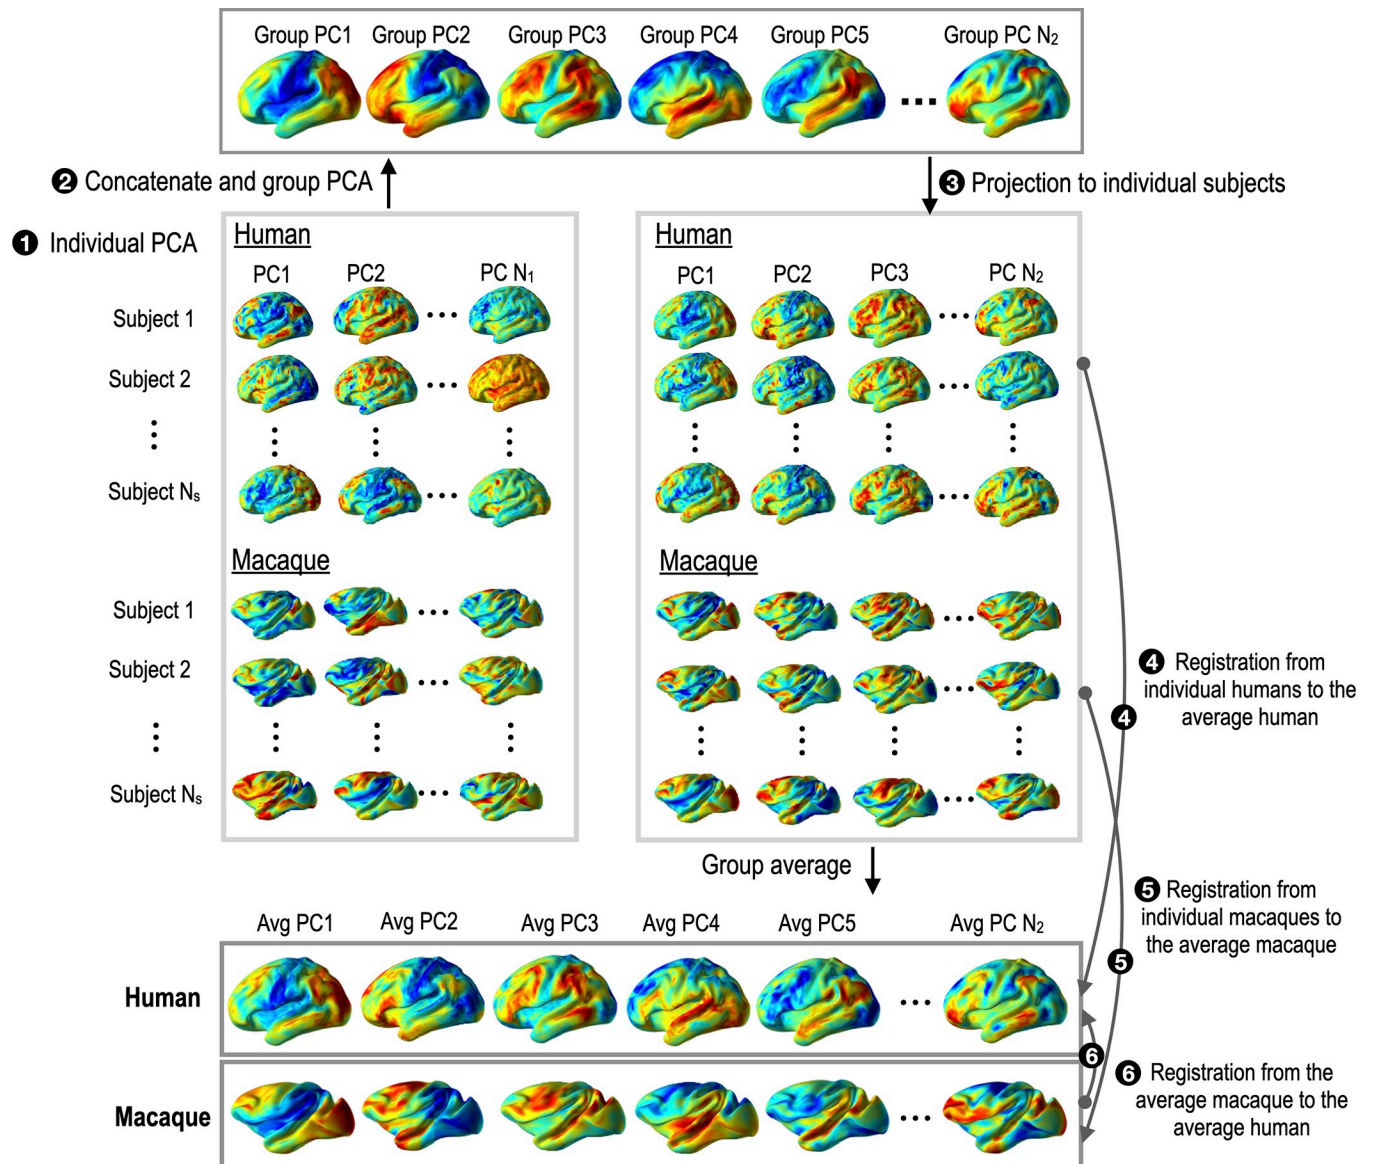 Group PC1 Group PC2 Group PC3 Group PC4 Group PC5 Group PC N₂
❷ Concatenate and group PCA
❸ Projection to individual subjects
❶ Individual PCA
Human
PC1 PC2 PC N₁
Subject 1
Subject 2
Subject Nₛ
Macaque
Subject 1
Subject 2
Subject Nₛ
Human
PC1 PC2 PC3 PC N₂
Macaque
❹ Registration from
individual humans to the
average human
❹
Group average
❺ Registration from
individual macaques to
the average macaque
❺
Avg PC1 Avg PC2 Avg PC3 Avg PC4 Avg PC5 Avg PC N₂
Human
Macaque
❻
❻ Registration from the
average macaque to the
average human